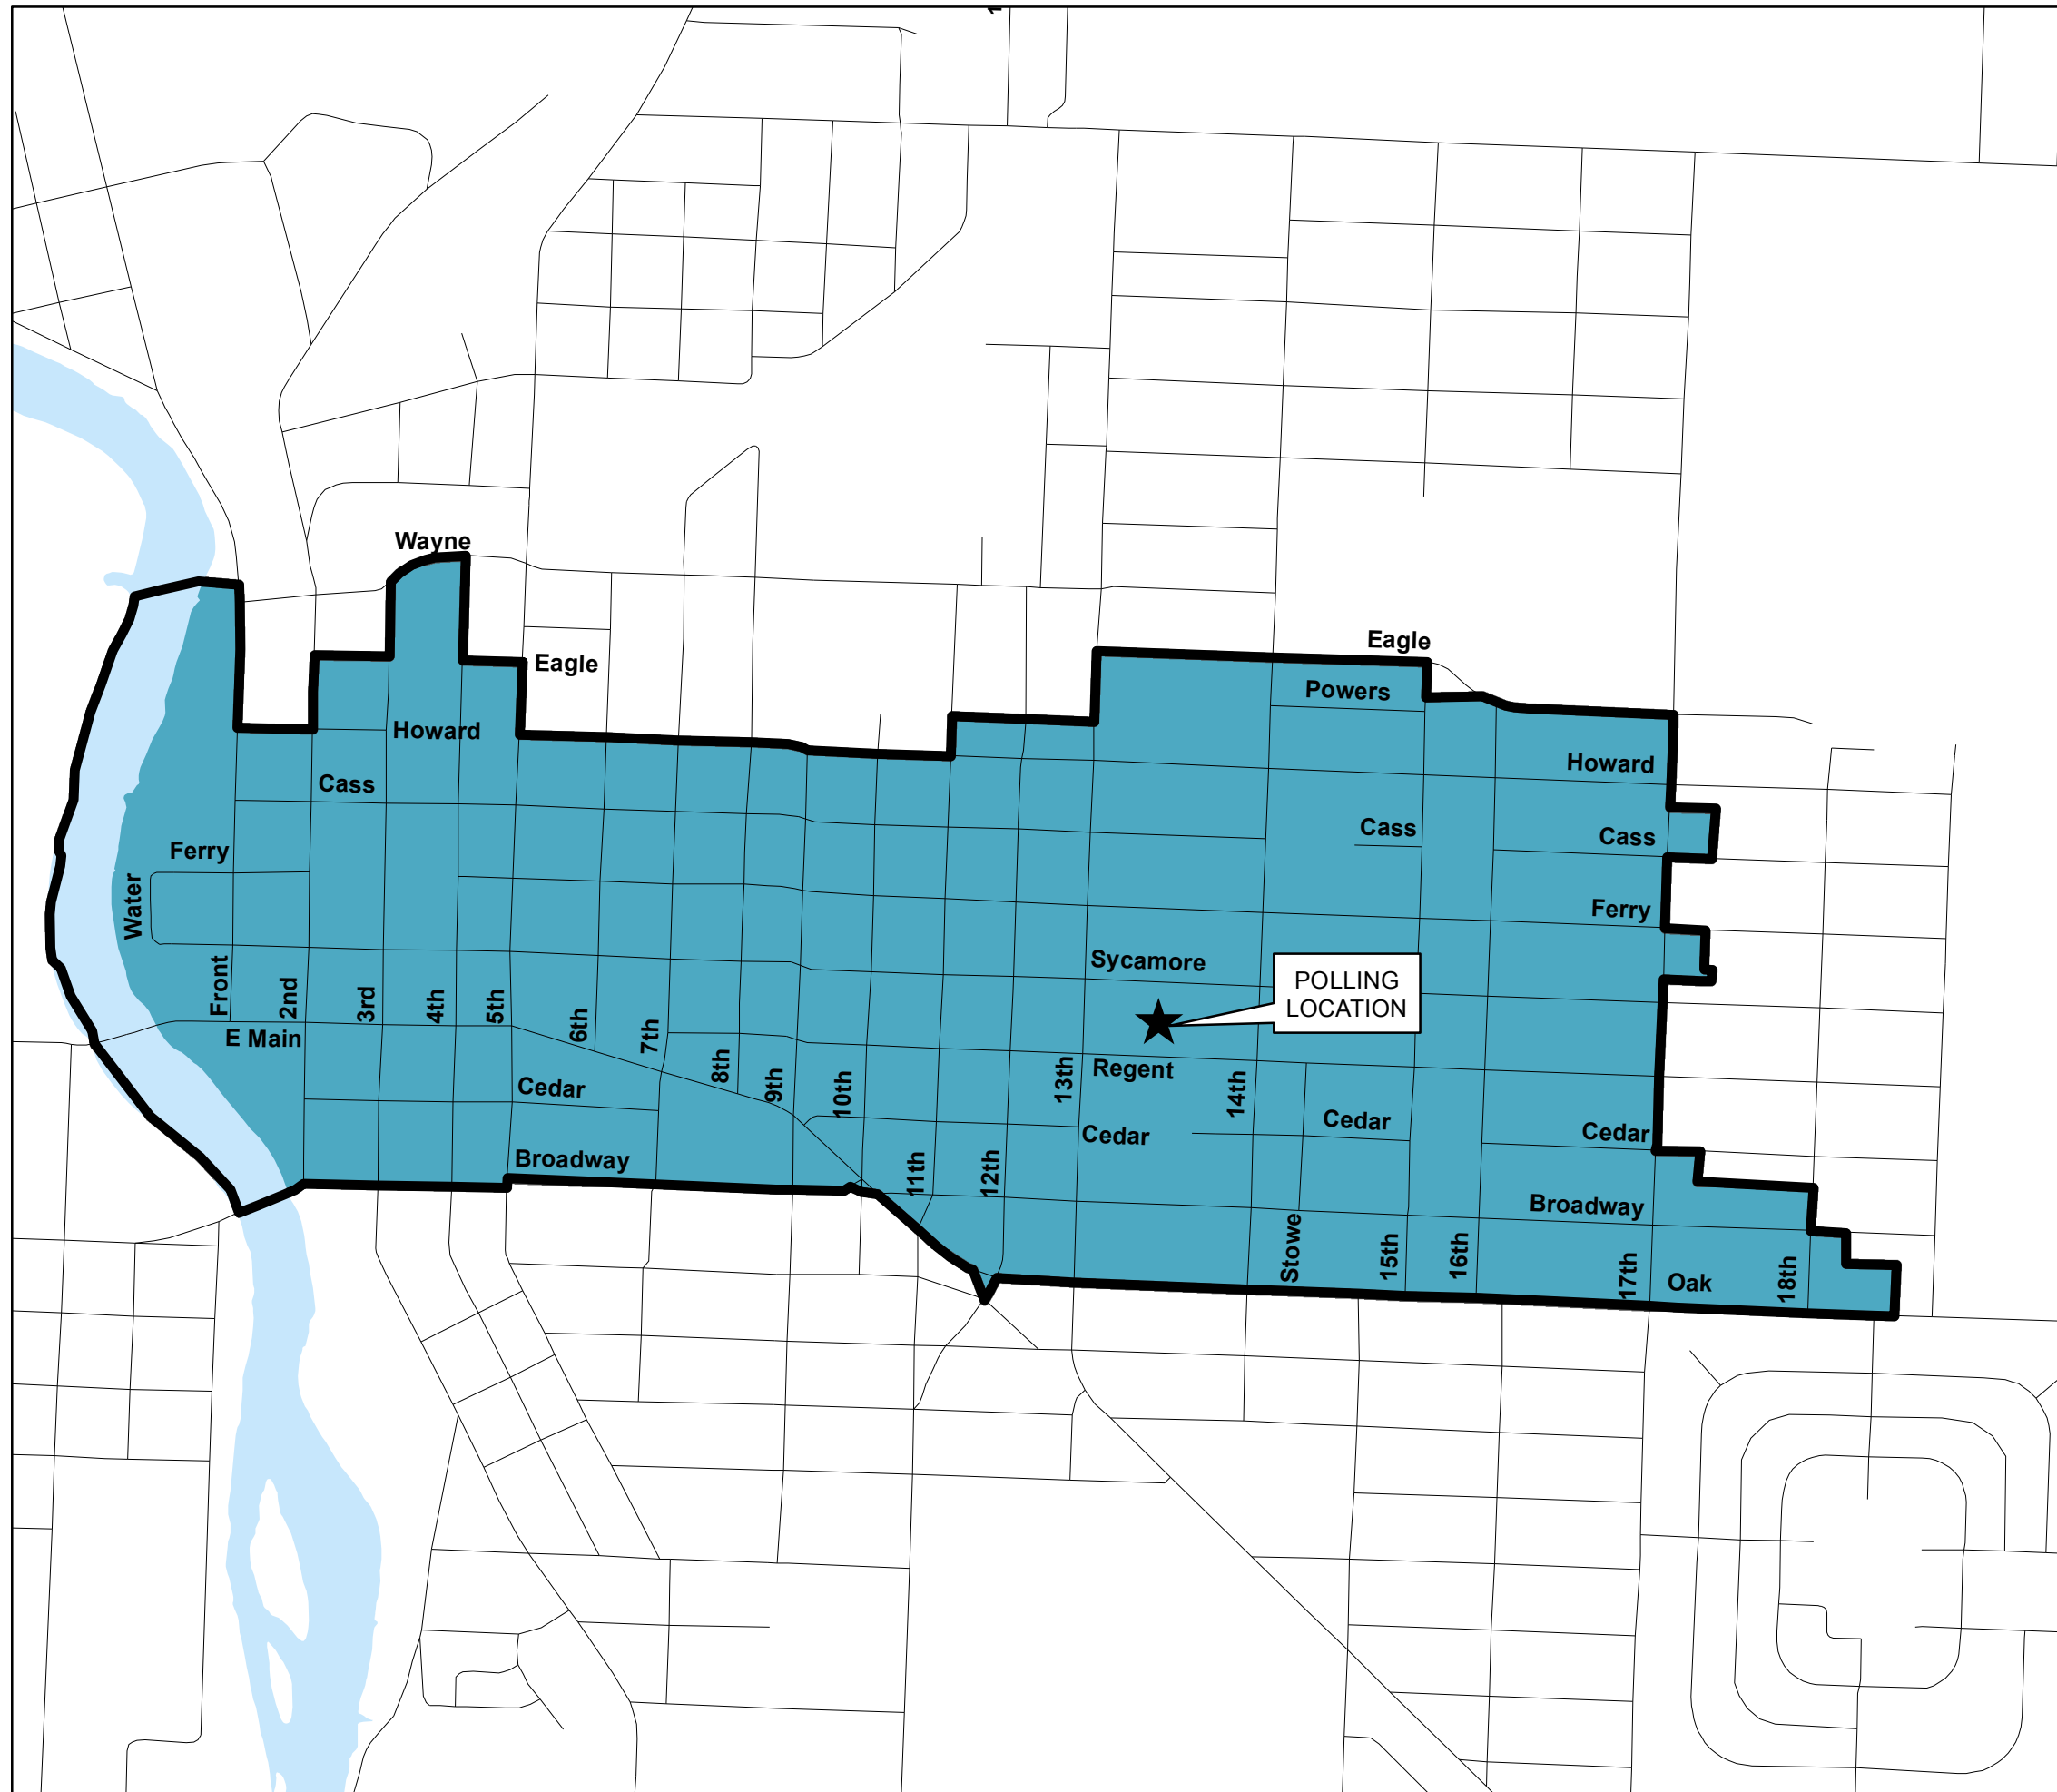 Wayne
Eagle
Eagle
Powers
Howard
Howard
Cass
Cass
Cass
Ferry
Ferry
Water
Sycamore
POLLING
LOCATION
Front
2nd
3rd
4th
5th
6th
7th
8th
9th
10th
11th
12th
13th
14th
E Main
Regent
Cedar
Cedar
Cedar
Cedar
Broadway
Broadway
Stowe
15th
16th
17th
Oak
18th